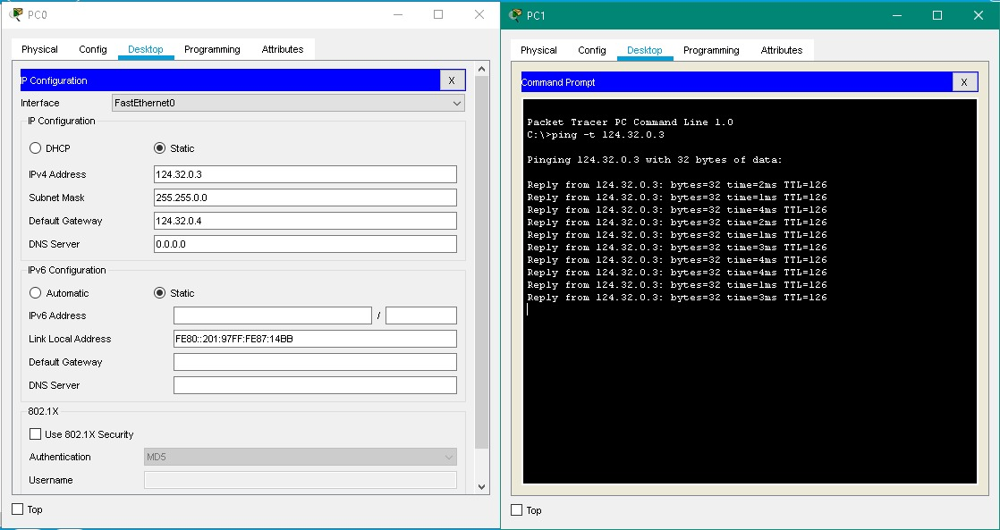 PC0
Physical Config Desktop Programming Attributes
IP Configuration X
Interface FastEthernet0
IP Configuration
DHCP Static
IPv4 Address 124.32.0.3
Subnet Mask 255.255.0.0
Default Gateway 124.32.0.4
DNS Server 0.0.0.0
IPv6 Configuration
Automatic Static
IPv6 Address /
Link Local Address FE80::201:97FF:FE87:14BB
Default Gateway
DNS Server
802.1X
Use 802.1X Security
Authentication MD5
Username
Top
PC1
Physical Config Desktop Programming Attributes
Command Prompt X
Packet Tracer PC Command Line 1.0
C:\>ping -t 124.32.0.3
Pinging 124.32.0.3 with 32 bytes of data:
Reply from 124.32.0.3: bytes=32 time=2ms TTL=126
Reply from 124.32.0.3: bytes=32 time=1ms TTL=126
Reply from 124.32.0.3: bytes=32 time=4ms TTL=126
Reply from 124.32.0.3: bytes=32 time=2ms TTL=126
Reply from 124.32.0.3: bytes=32 time=1ms TTL=126
Reply from 124.32.0.3: bytes=32 time=3ms TTL=126
Reply from 124.32.0.3: bytes=32 time=4ms TTL=126
Reply from 124.32.0.3: bytes=32 time=4ms TTL=126
Reply from 124.32.0.3: bytes=32 time=1ms TTL=126
Reply from 124.32.0.3: bytes=32 time=3ms TTL=126
Top